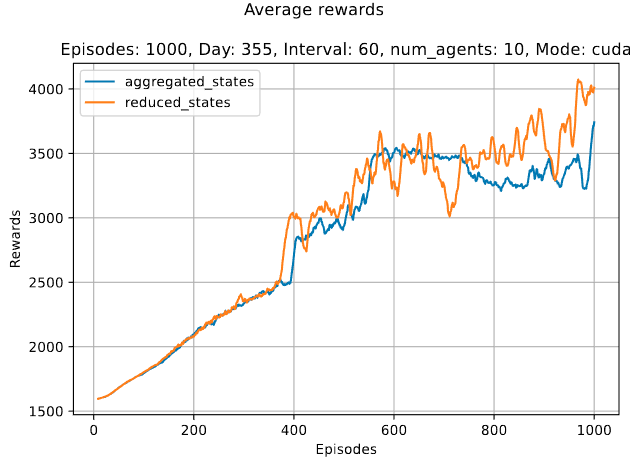 Average rewards
Episodes: 1000, Day: 355, Interval: 60, num_agents: 10, Mode: cuda
aggregated_states
reduced_states
4000
3500
3000
2500
2000
1500
Rewards
0 200 400 600 800 1000
Episodes